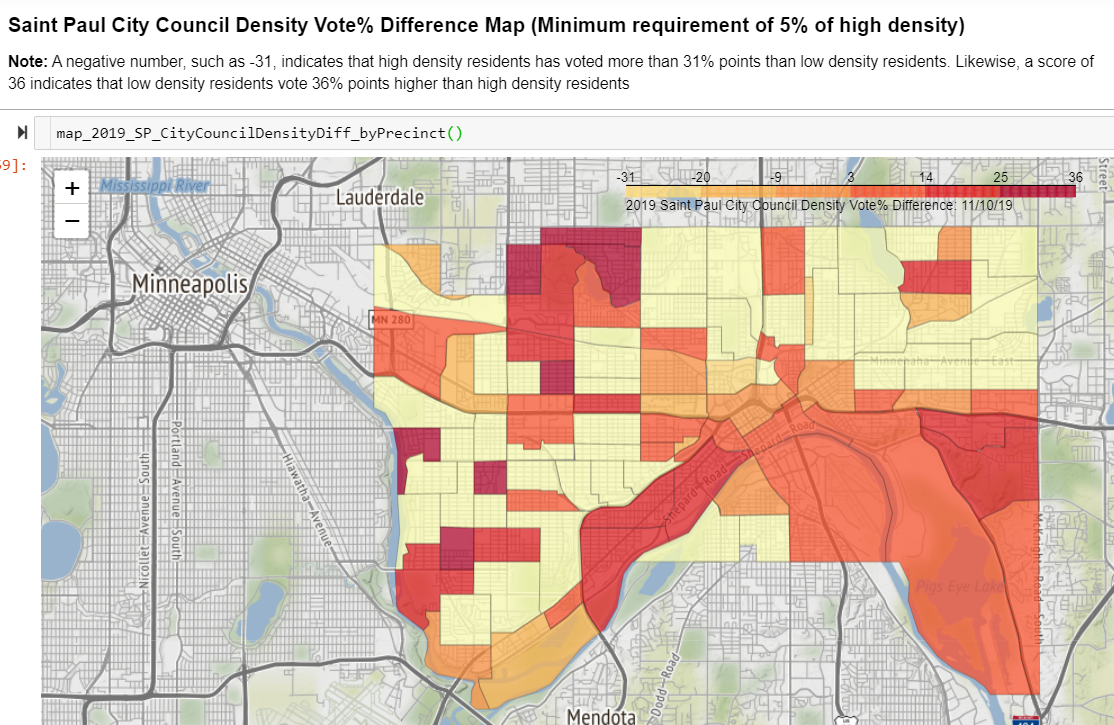 Saint Paul City Council Density Vote% Difference Map (Minimum requirement of 5% of high density)
Note: A negative number, such as -31, indicates that high density residents has voted more than 31% points than low density residents. Likewise, a score of
36 indicates that low density residents vote 36% points higher than high density residents
map_2019_SP_CityCouncilDensityDiff_byPrecinct()
59]:
+
−
Mississippi River
Lauderdale
-31 -20 -9 3 14 25 36
2019 Saint Paul City Council Density Vote% Difference: 11/10/19
Street
Minneapolis
MN 280
Minnehaha Avenue East
Portland Avenue South
Nicollet Avenue South
Hiawatha Avenue
Shepard Road
Shepard Road
McKnight Road South
Pigs Eye Lake
Dodd Road
Mendota